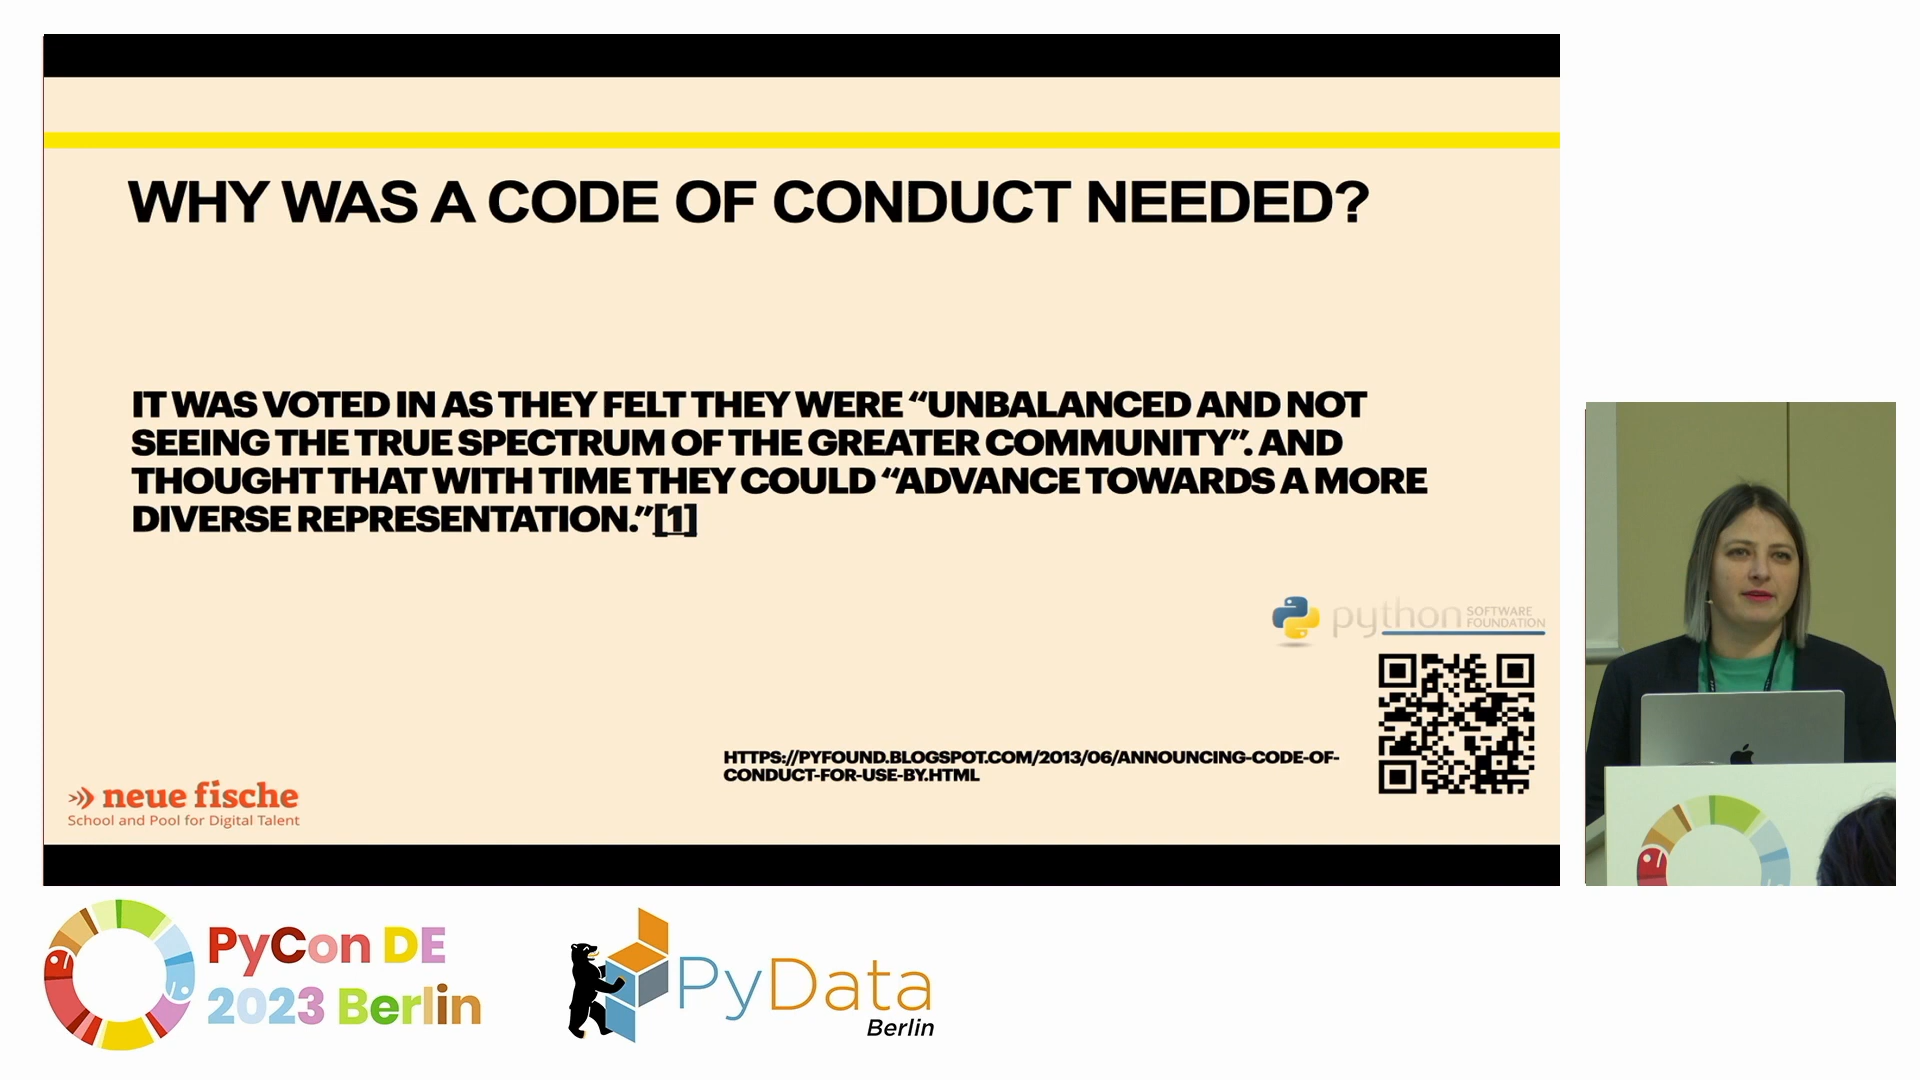 WHY WAS A CODE OF CONDUCT NEEDED?
IT WAS VOTED IN AS THEY FELT THEY WERE “UNBALANCED AND NOT
SEEING THE TRUE SPECTRUM OF THE GREATER COMMUNITY”. AND
THOUGHT THAT WITH TIME THEY COULD “ADVANCE TOWARDS A MORE
DIVERSE REPRESENTATION.”[1]
python SOFTWARE
FOUNDATION
HTTPS://PYFOUND.BLOGSPOT.COM/2013/06/ANNOUNCING-CODE-OF-
CONDUCT-FOR-USE-BY.HTML
neue fische
School and Pool for Digital Talent
PyCon DE
2023 Berlin
PyData
Berlin